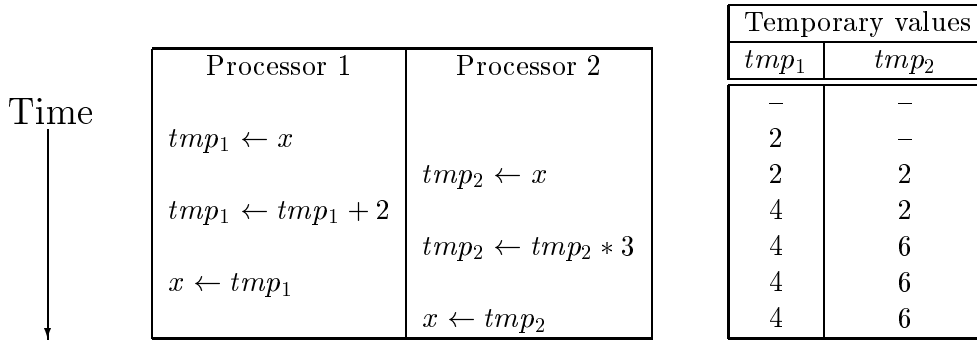 Temporary values
Processor 1 Processor 2 tmp₁ tmp₂
Time – –
tmp₁ ← x 2 –
tmp₂ ← x 2 2
tmp₁ ← tmp₁ + 2 4 2
tmp₂ ← tmp₂ * 3 4 6
x ← tmp₁ 4 6
x ← tmp₂ 4 6